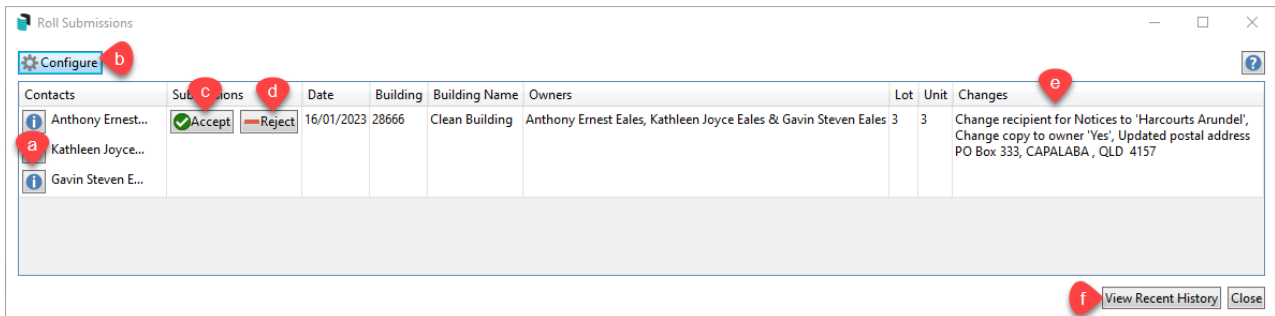 Roll Submissions
Configure b
?
Contacts Sub c ions d Date Building Building Name Owners Lot Unit Changes e
Anthony Ernest... Accept Reject 16/01/2023 28666 Clean Building Anthony Ernest Eales, Kathleen Joyce Eales & Gavin Steven Eales 3 3 Change recipient for Notices to 'Harcourts Arundel',
Change copy to owner 'Yes', Updated postal address
a Kathleen Joyce...
PO Box 333, CAPALABA , QLD 4157
Gavin Steven E...
f View Recent History Close